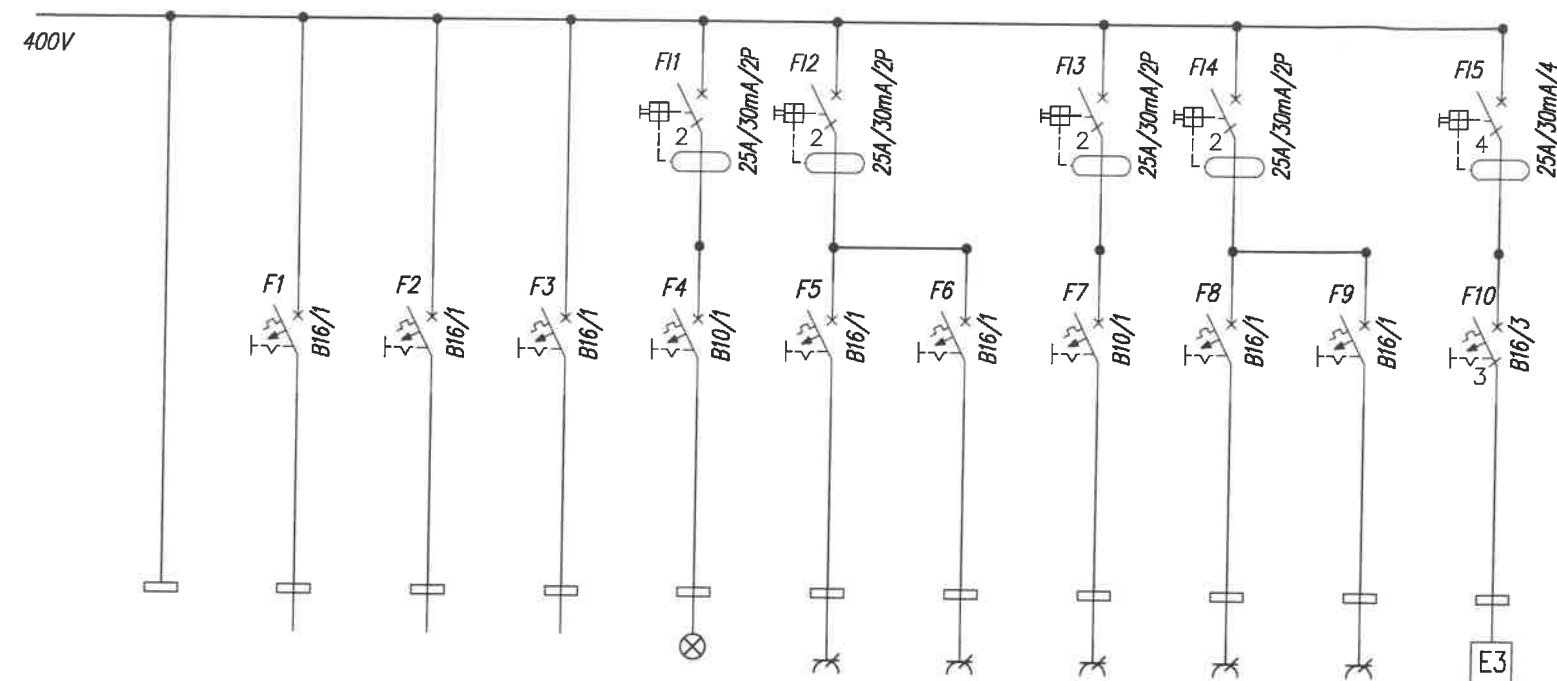 400V
FI1
25A/30mA/2P
2
FI2
25A/30mA/2P
2
FI3
25A/30mA/2P
2
FI4
25A/30mA/2P
2
FI5
25A/30mA/4
4
F1
B16/1
F2
B16/1
F3
B16/1
F4
B10/1
F5
B16/1
F6
B16/1
F7
B10/1
F8
B16/1
F9
B16/1
F10
B16/3
3
E3